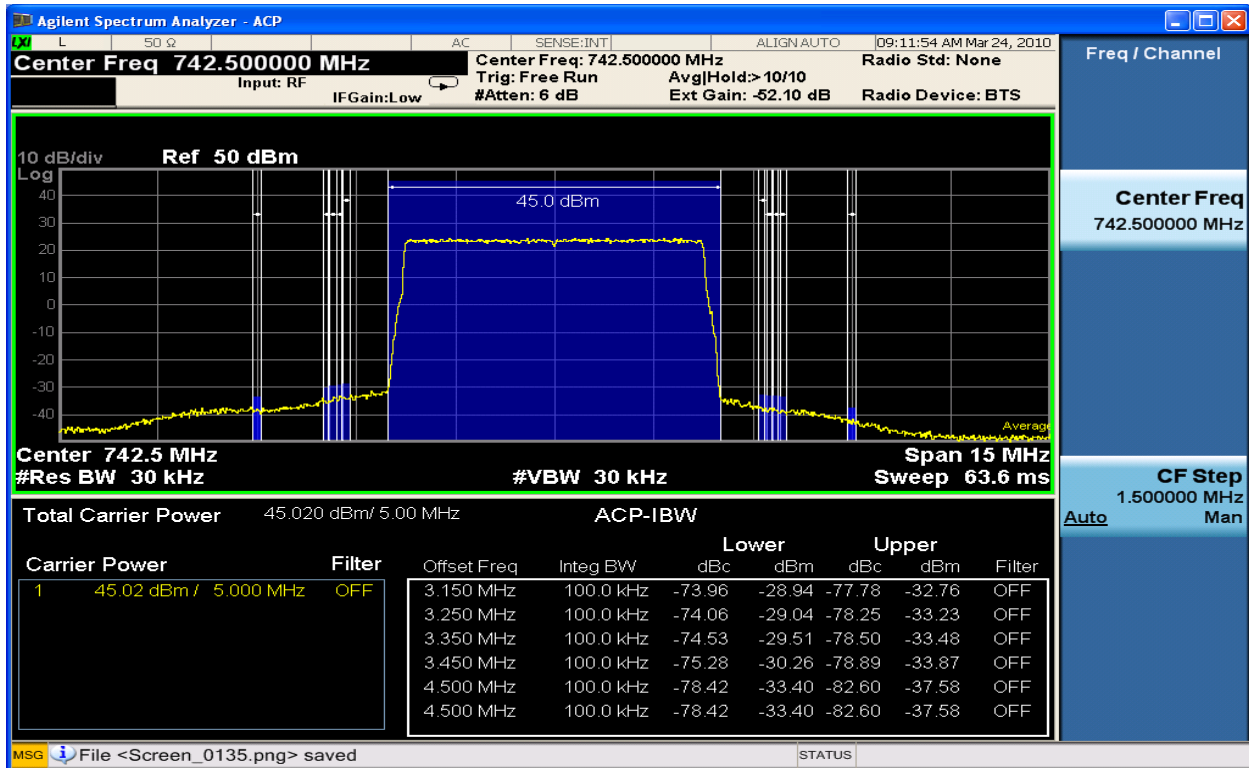 Agilent Spectrum Analyzer - ACP
LXI L 50 Ω AC SENSE:INT ALIGN AUTO 09:11:54 AM Mar 24, 2010
Center Freq 742.500000 MHz
Input: RF
IFGain:Low
Center Freq: 742.500000 MHz
Trig: Free Run Avg|Hold:> 10/10
#Atten: 6 dB Ext Gain: -52.10 dB
Radio Std: None
Radio Device: BTS
Freq / Channel
10 dB/div Ref 50 dBm
Log
40
30
20
10
0
-10
-20
-30
-40
45.0 dBm
Average
Center Freq
742.500000 MHz
Center 742.5 MHz Span 15 MHz
#Res BW 30 kHz #VBW 30 kHz Sweep 63.6 ms
CF Step
1.500000 MHz
Auto Man
Total Carrier Power 45.020 dBm/ 5.00 MHz ACP-IBW
Lower Upper
Carrier Power Filter Offset Freq Integ BW dBc dBm dBc dBm Filter
1 45.02 dBm / 5.000 MHz OFF
3.150 MHz 100.0 kHz -73.96 -28.94 -77.78 -32.76 OFF
3.250 MHz 100.0 kHz -74.06 -29.04 -78.25 -33.23 OFF
3.350 MHz 100.0 kHz -74.53 -29.51 -78.50 -33.48 OFF
3.450 MHz 100.0 kHz -75.28 -30.26 -78.89 -33.87 OFF
4.500 MHz 100.0 kHz -78.42 -33.40 -82.60 -37.58 OFF
4.500 MHz 100.0 kHz -78.42 -33.40 -82.60 -37.58 OFF
MSG File <Screen_0135.png> saved STATUS